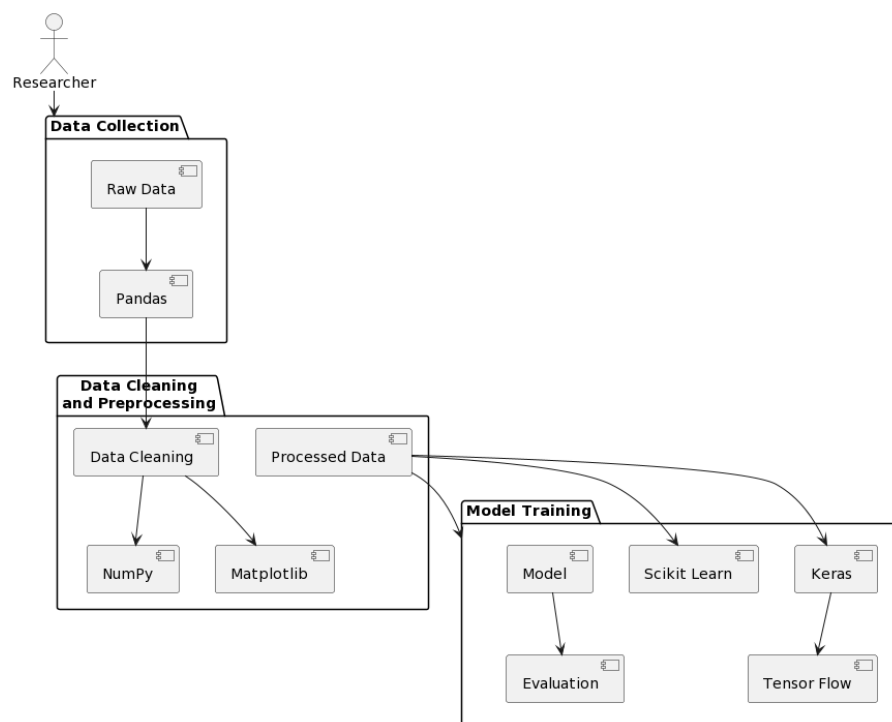 Researcher
Data Collection
Raw Data
Pandas
Data Cleaning
and Preprocessing
Data Cleaning
Processed Data
NumPy
Matplotlib
Model Training
Model
Scikit Learn
Keras
Evaluation
Tensor Flow